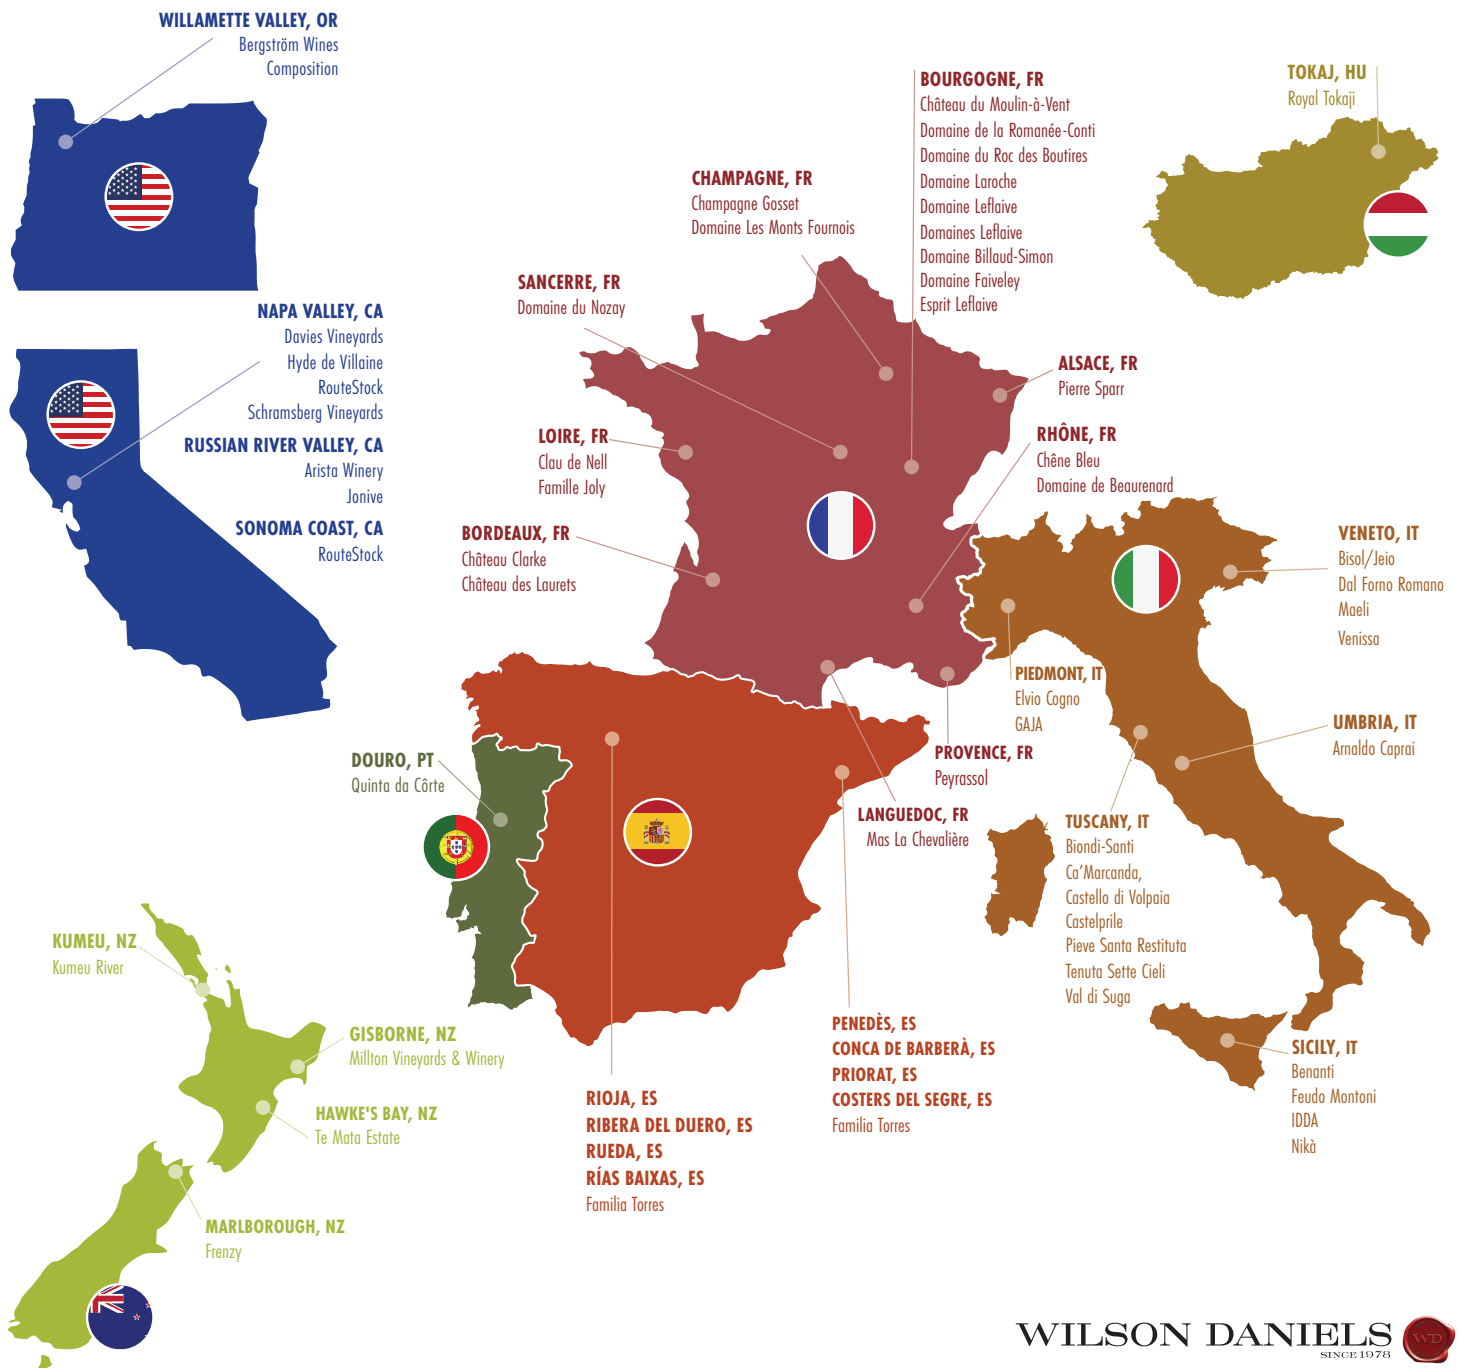 WILLAMETTE VALLEY, OR
Bergström Wines
Composition
NAPA VALLEY, CA
Davies Vineyards
Hyde de Villaine
RouteStock
Schramsberg Vineyards
RUSSIAN RIVER VALLEY, CA
Arista Winery
Jonive
SONOMA COAST, CA
RouteStock
BOURGOGNE, FR
Château du Moulin-à-Vent
Domaine de la Romanée-Conti
Domaine du Roc des Boutires
Domaine Laroche
Domaine Leflaive
Domaines Leflaive
Domaine Billaud-Simon
Domaine Faiveley
Esprit Leflaive
CHAMPAGNE, FR
Champagne Gosset
Domaine Les Monts Fournois
SANCERRE, FR
Domaine du Nozay
ALSACE, FR
Pierre Sparr
LOIRE, FR
Clau de Nell
Famille Joly
RHÔNE, FR
Chêne Bleu
Domaine de Beaurenard
BORDEAUX, FR
Château Clarke
Château des Laurets
PROVENCE, FR
Peyrassol
LANGUEDOC, FR
Mas La Chevalière
TOKAJ, HU
Royal Tokaji
VENETO, IT
Bisol/Jeio
Dal Forno Romano
Maeli
Venissa
PIEDMONT, IT
Elvio Cogno
GAJA
UMBRIA, IT
Arnaldo Caprai
TUSCANY, IT
Biondi-Santi
Ca'Marcanda,
Castello di Volpaia
Castelprile
Pieve Santa Restituta
Tenuta Sette Cieli
Val di Suga
SICILY, IT
Benanti
Feudo Montoni
IDDA
Nikà
DOURO, PT
Quinta da Côrte
RIOJA, ES
RIBERA DEL DUERO, ES
RUEDA, ES
RÍAS BAIXAS, ES
Familia Torres
PENEDÈS, ES
CONCA DE BARBERÀ, ES
PRIORAT, ES
COSTERS DEL SEGRE, ES
Familia Torres
KUMEU, NZ
Kumeu River
GISBORNE, NZ
Millton Vineyards & Winery
HAWKE'S BAY, NZ
Te Mata Estate
MARLBOROUGH, NZ
Frenzy
WILSON DANIELS
SINCE 1978
WD